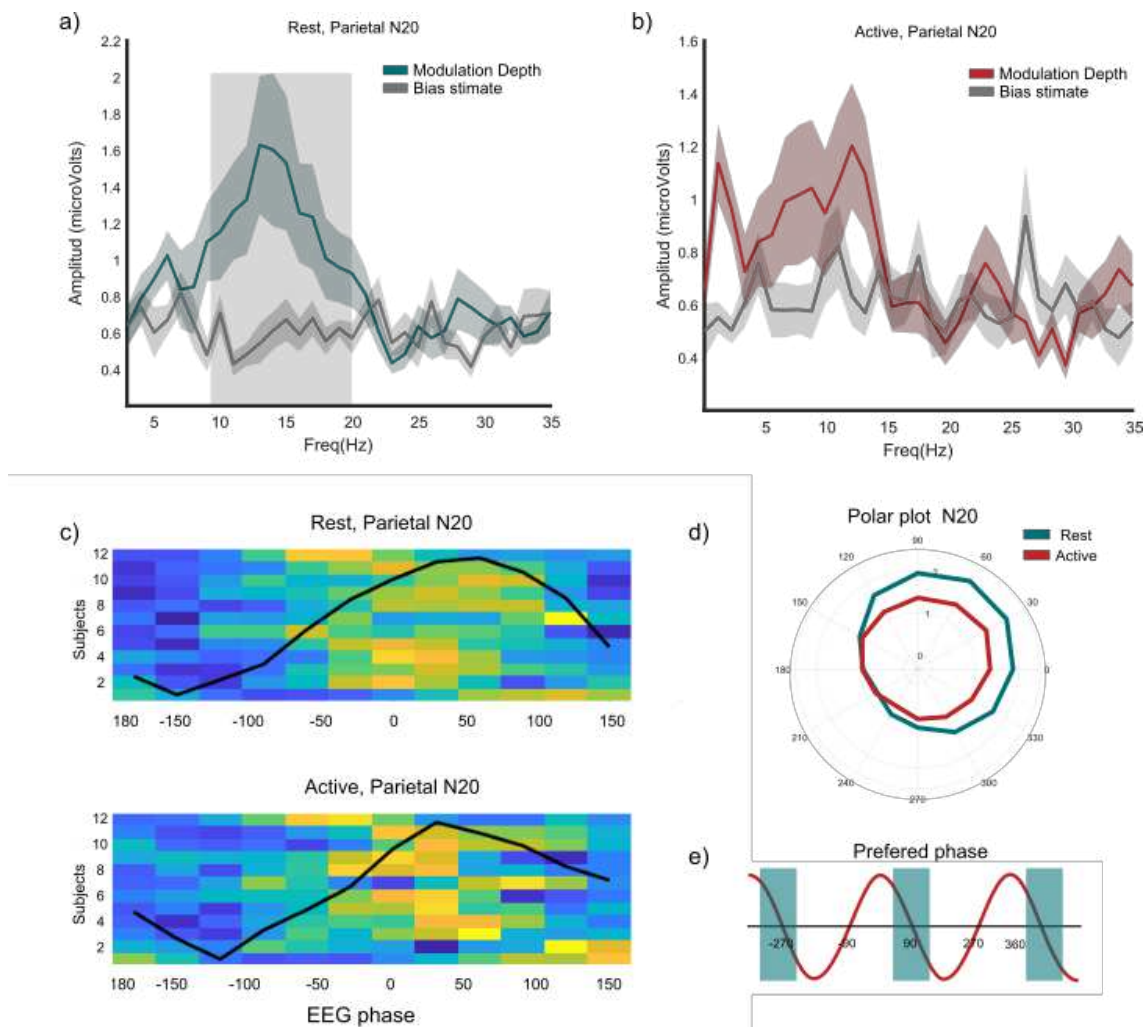 a)
Rest, Parietal N20
Modulation Depth
Bias stimate
Amplitud (microVolts)
2.2
2
1.8
1.6
1.4
1.2
1
0.8
0.6
0.4
5 10 15 20 25 30 35
Freq(Hz)
b)
Active, Parietal N20
Modulation Depth
Bias stimate
Amplitud (microVolts)
1.6
1.4
1.2
1
0.8
0.6
0.4
5 10 15 20 25 30 35
Freq(Hz)
c)
Rest, Parietal N20
Subjects
12
10
8
6
4
2
180 -150 -100 -50 0 50 100 150
Active, Parietal N20
Subjects
12
10
8
6
4
2
180 -150 -100 -50 0 50 100 150
EEG phase
d)
Polar plot N20
Rest
Active
90
120 60
150 30
180 0
210 330
240 300
270
1
0
e)
Prefered phase
-270 -90 90 270 360